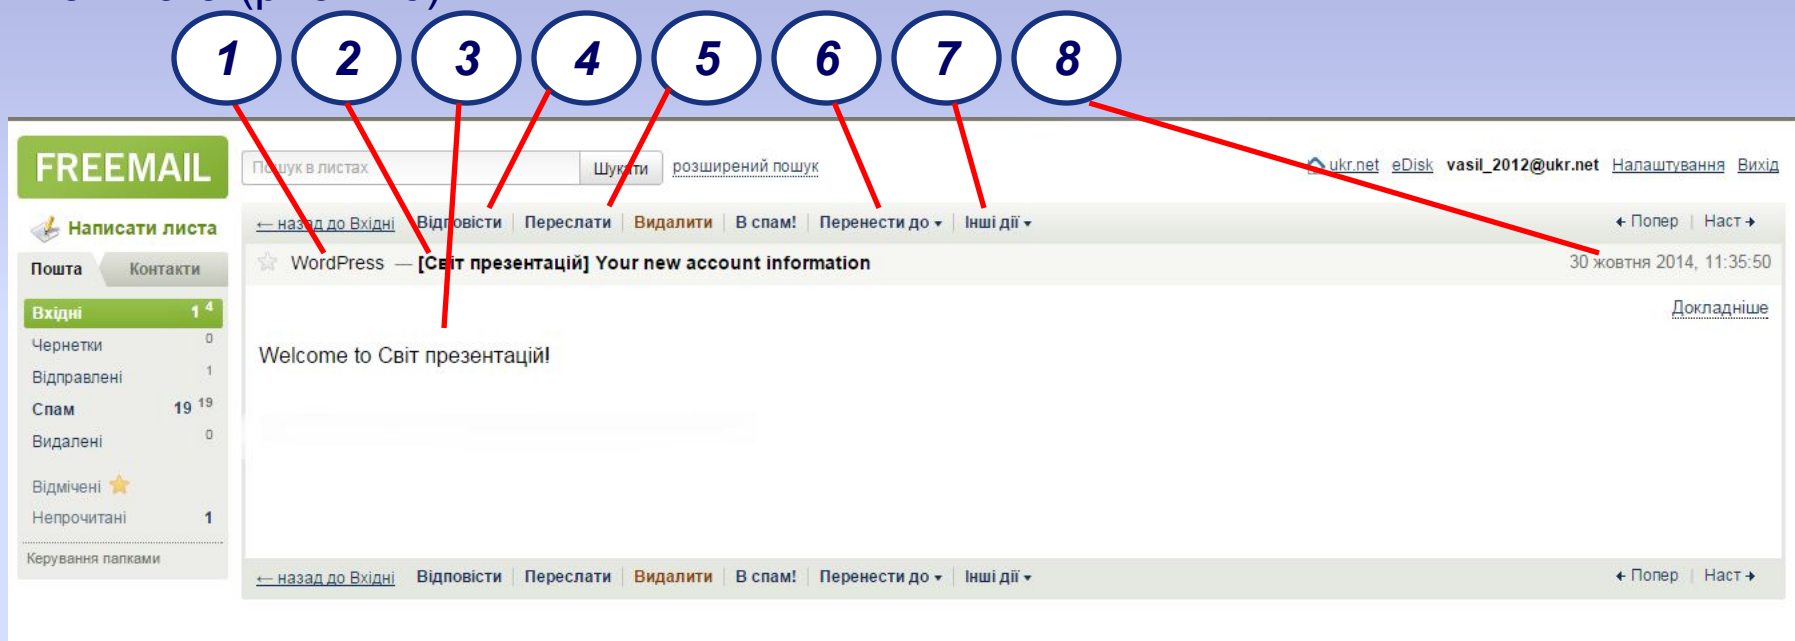 1 2 3 4 5 6 7 8
FREEMAIL
Пошук в листах Шукати розширений пошук
ukr.net eDisk vasil_2012@ukr.net Налаштування Вихід
Написати листа
← назад до Вхідні Відповісти Переслати Видалити В спам! Перенести до Інші дії
Попер Наст
Пошта Контакти
WordPress — [Світ презентацій] Your new account information
30 жовтня 2014, 11:35:50
Докладніше
Вхідні 1 4
Чернетки 0
Відправлені 1
Спам 19 19
Видалені 0
Відмічені
Непрочитані 1
Керування папками
Welcome to Світ презентацій!
← назад до Вхідні Відповісти Переслати Видалити В спам! Перенести до Інші дії
Попер Наст